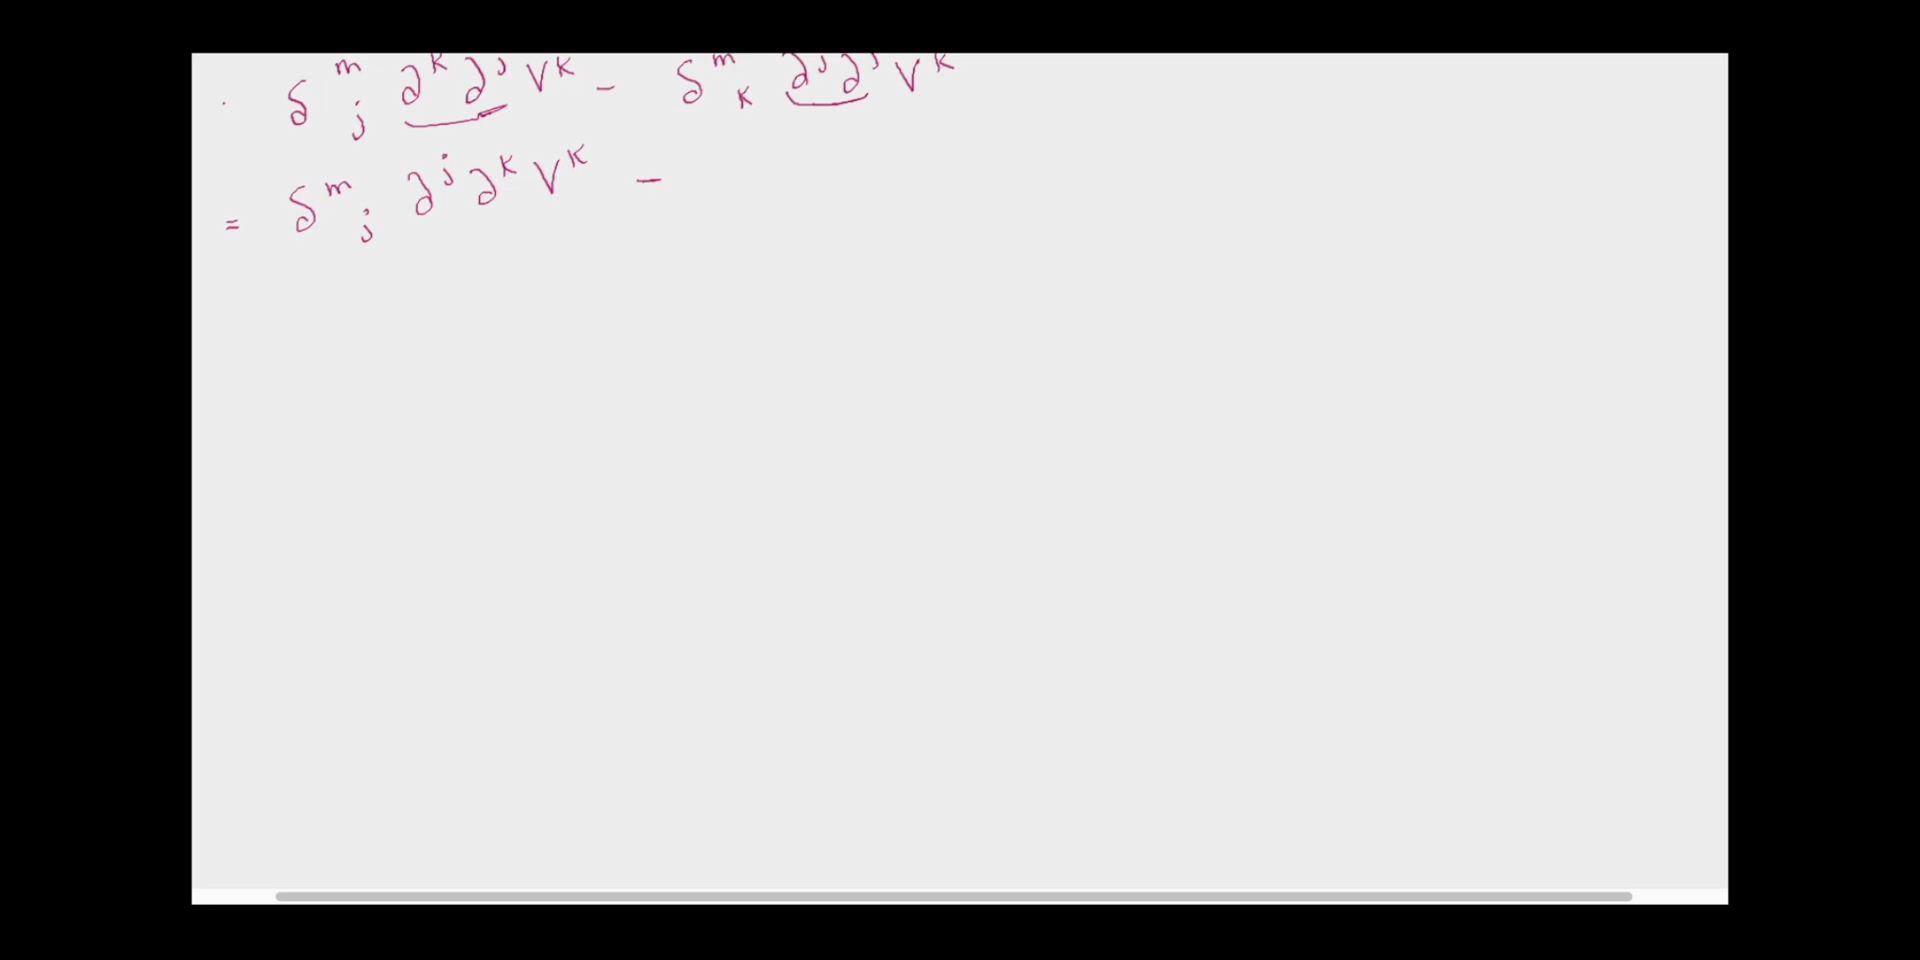 δ^m_j ∂^k ∂^j V^k − δ^m_k ∂^j ∂^j V^k
= δ^m_j ∂^j ∂^k V^k −